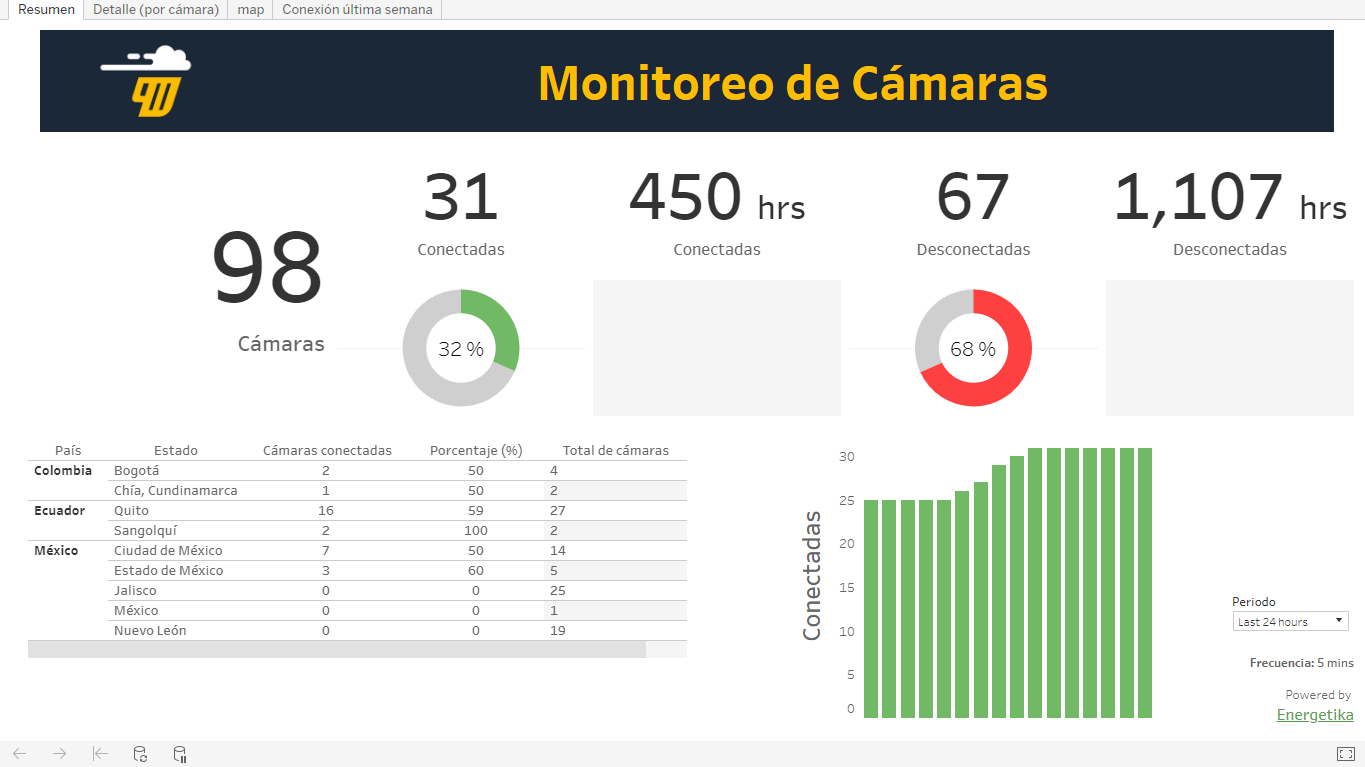 Resumen Detalle (por cámara) map Conexión última semana
Monitoreo de Cámaras
98
Cámaras
31
Conectadas
450 hrs
Conectadas
67
Desconectadas
1,107 hrs
Desconectadas
32 %
68 %
País Estado Cámaras conectadas Porcentaje (%) Total de cámaras
Colombia Bogotá 2 50 4
Chía, Cundinamarca 1 50 2
Ecuador Quito 16 59 27
Sangolquí 2 100 2
México Ciudad de México 7 50 14
Estado de México 3 60 5
Jalisco 0 0 25
México 0 0 1
Nuevo León 0 0 19
Conectadas
30
25
20
15
10
5
0
Periodo
Last 24 hours
Frecuencia: 5 mins
Powered by
Energetika